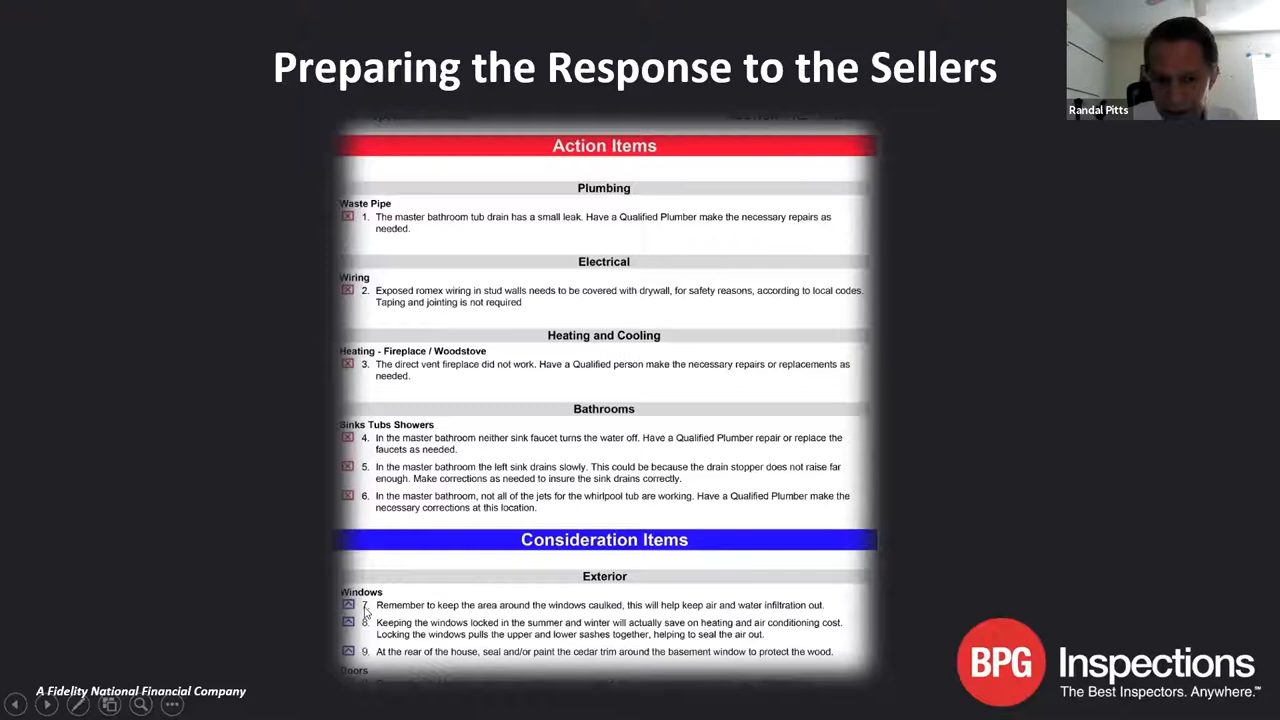 Preparing the Response to the Sellers
Randal Pitts
Action Items
Plumbing
Waste Pipe
1. The master bathroom tub drain has a small leak. Have a Qualified Plumber make the necessary repairs as
needed.
Electrical
Wiring
2. Exposed romex wiring in stud walls needs to be covered with drywall, for safety reasons, according to local codes.
Taping and jointing is not required
Heating and Cooling
Heating - Fireplace / Woodstove
3. The direct vent fireplace did not work. Have a Qualified person make the necessary repairs or replacements as
needed.
Bathrooms
Sinks Tubs Showers
4. In the master bathroom neither sink faucet turns the water off. Have a Qualified Plumber repair or replace the
faucets as needed.
5. In the master bathroom the left sink drains slowly. This could be because the drain stopper does not raise far
enough. Make corrections as needed to insure the sink drains correctly.
6. In the master bathroom, not all of the jets for the whirlpool tub are working. Have a Qualified Plumber make the
necessary corrections at this location.
Consideration Items
Exterior
Windows
7. Remember to keep the area around the windows caulked, this will help keep air and water infiltration out.
8. Keeping the windows locked in the summer and winter will actually save on heating and air conditioning cost.
Locking the windows pulls the upper and lower sashes together, helping to seal the air out.
9. At the rear of the house, seal and/or paint the cedar trim around the basement window to protect the wood.
Doors
A Fidelity National Financial Company
BPG Inspections
The Best Inspectors. Anywhere.℠